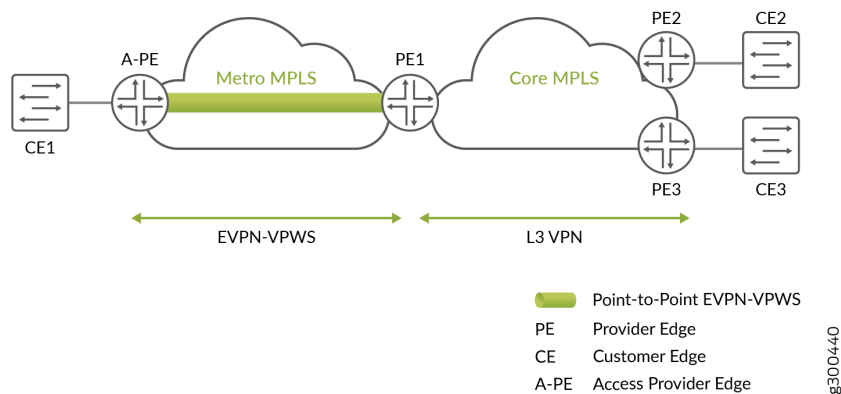 PE2
CE2
A-PE
PE1
Metro MPLS
Core MPLS
CE1
PE3
CE3
EVPN-VPWS
L3 VPN
Point-to-Point EVPN-VPWS
PE Provider Edge
CE Customer Edge
A-PE Access Provider Edge
g300440